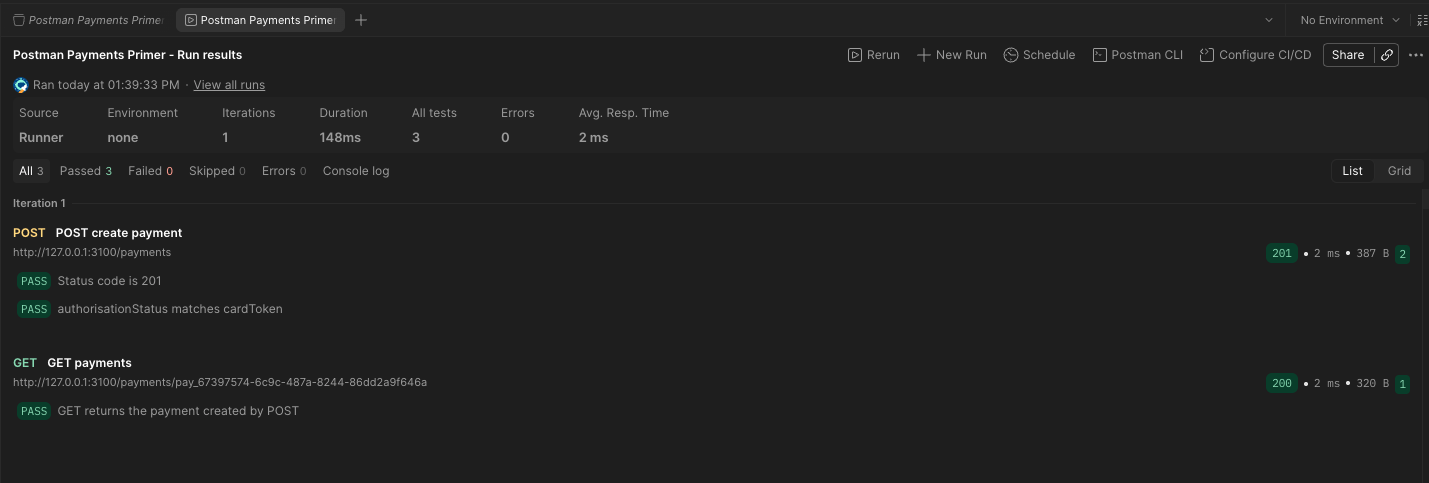 Postman Payments Primer Postman Payments Primer No Environment
Postman Payments Primer - Run results Rerun New Run Schedule Postman CLI Configure CI/CD Share
Ran today at 01:39:33 PM · View all runs
Source Environment Iterations Duration All tests Errors Avg. Resp. Time
Runner none 1 148ms 3 0 2 ms
All 3 Passed 3 Failed 0 Skipped 0 Errors 0 Console log List Grid
Iteration 1
POST POST create payment
http://127.0.0.1:3100/payments 201 • 2 ms • 387 B 2
PASS Status code is 201
PASS authorisationStatus matches cardToken
GET GET payments
http://127.0.0.1:3100/payments/pay_67397574-6c9c-487a-8244-86dd2a9f646a 200 • 2 ms • 320 B 1
PASS GET returns the payment created by POST